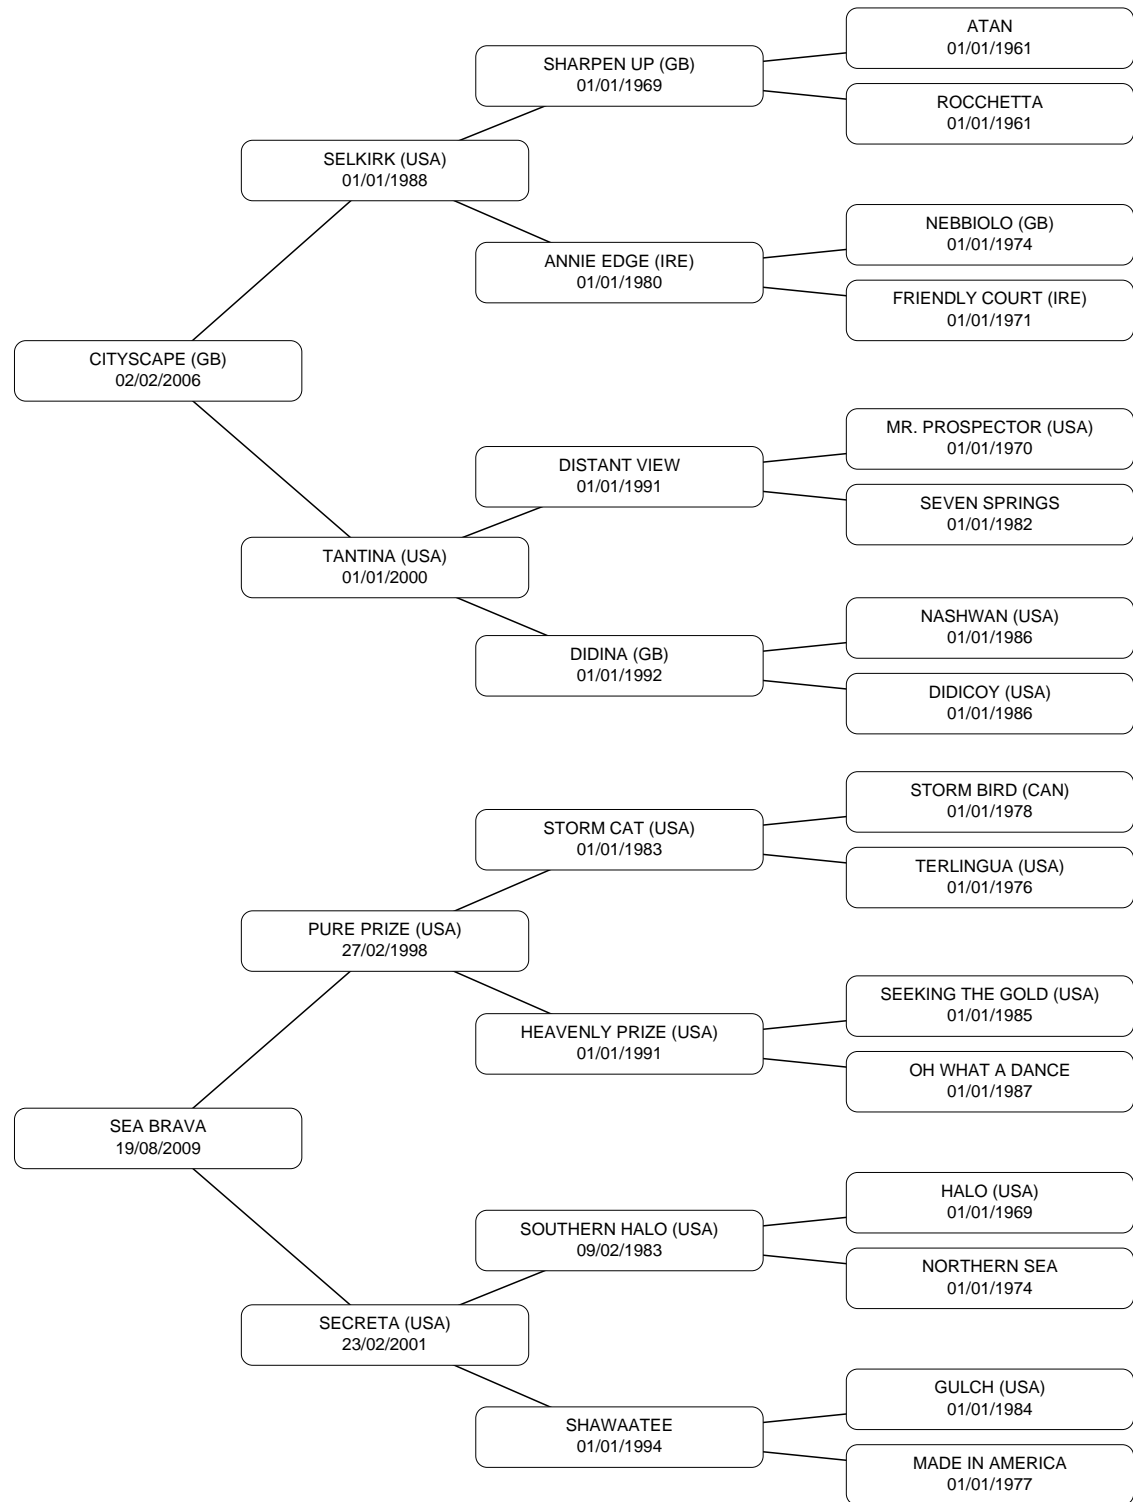 ATAN
01/01/1961
SHARPEN UP (GB)
01/01/1969
ROCCHETTA
01/01/1961
SELKIRK (USA)
01/01/1988
NEBBIOLO (GB)
01/01/1974
ANNIE EDGE (IRE)
01/01/1980
FRIENDLY COURT (IRE)
01/01/1971
CITYSCAPE (GB)
02/02/2006
MR. PROSPECTOR (USA)
01/01/1970
DISTANT VIEW
01/01/1991
SEVEN SPRINGS
01/01/1982
TANTINA (USA)
01/01/2000
NASHWAN (USA)
01/01/1986
DIDINA (GB)
01/01/1992
DIDICOY (USA)
01/01/1986
STORM BIRD (CAN)
01/01/1978
STORM CAT (USA)
01/01/1983
TERLINGUA (USA)
01/01/1976
PURE PRIZE (USA)
27/02/1998
SEEKING THE GOLD (USA)
01/01/1985
HEAVENLY PRIZE (USA)
01/01/1991
OH WHAT A DANCE
01/01/1987
SEA BRAVA
19/08/2009
HALO (USA)
01/01/1969
SOUTHERN HALO (USA)
09/02/1983
NORTHERN SEA
01/01/1974
SECRETA (USA)
23/02/2001
GULCH (USA)
01/01/1984
SHAWAATEE
01/01/1994
MADE IN AMERICA
01/01/1977